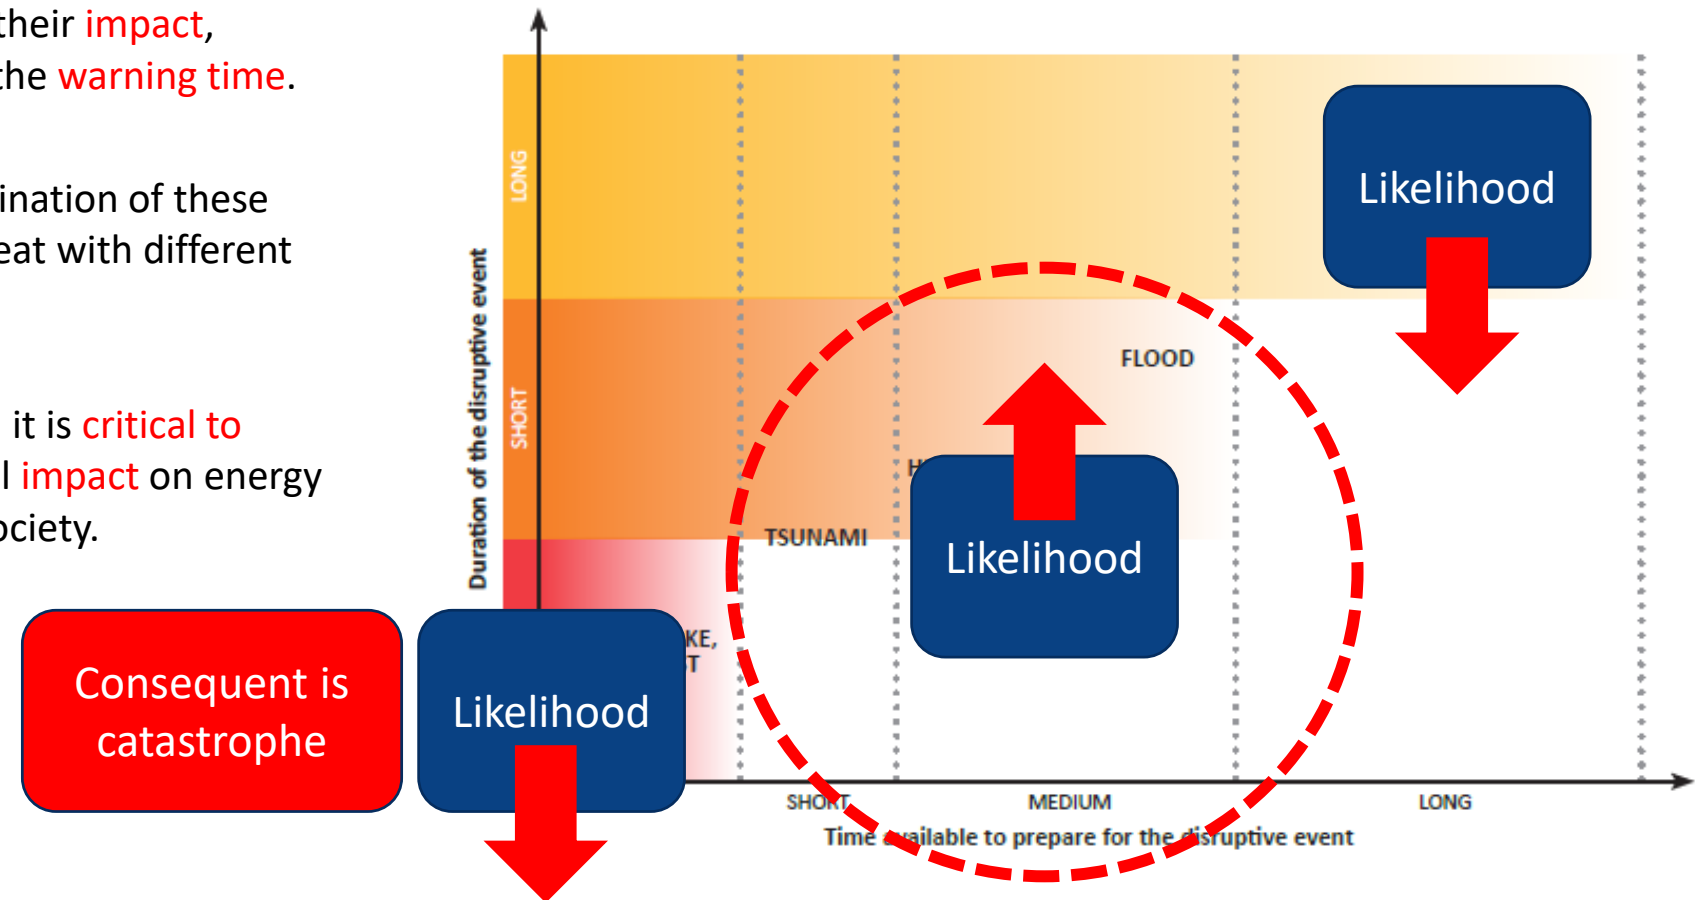 their impact,
the warning time.
ination of these
eat with different
it is critical to
l impact on energy
ociety.
Consequent is
catastrophe
Likelihood
Likelihood
Likelihood
Duration of the disruptive event
LONG
SHORT
FLOOD
H
TSUNAMI
KE,
ST
SHORT
MEDIUM
LONG
Time available to prepare for the disruptive event